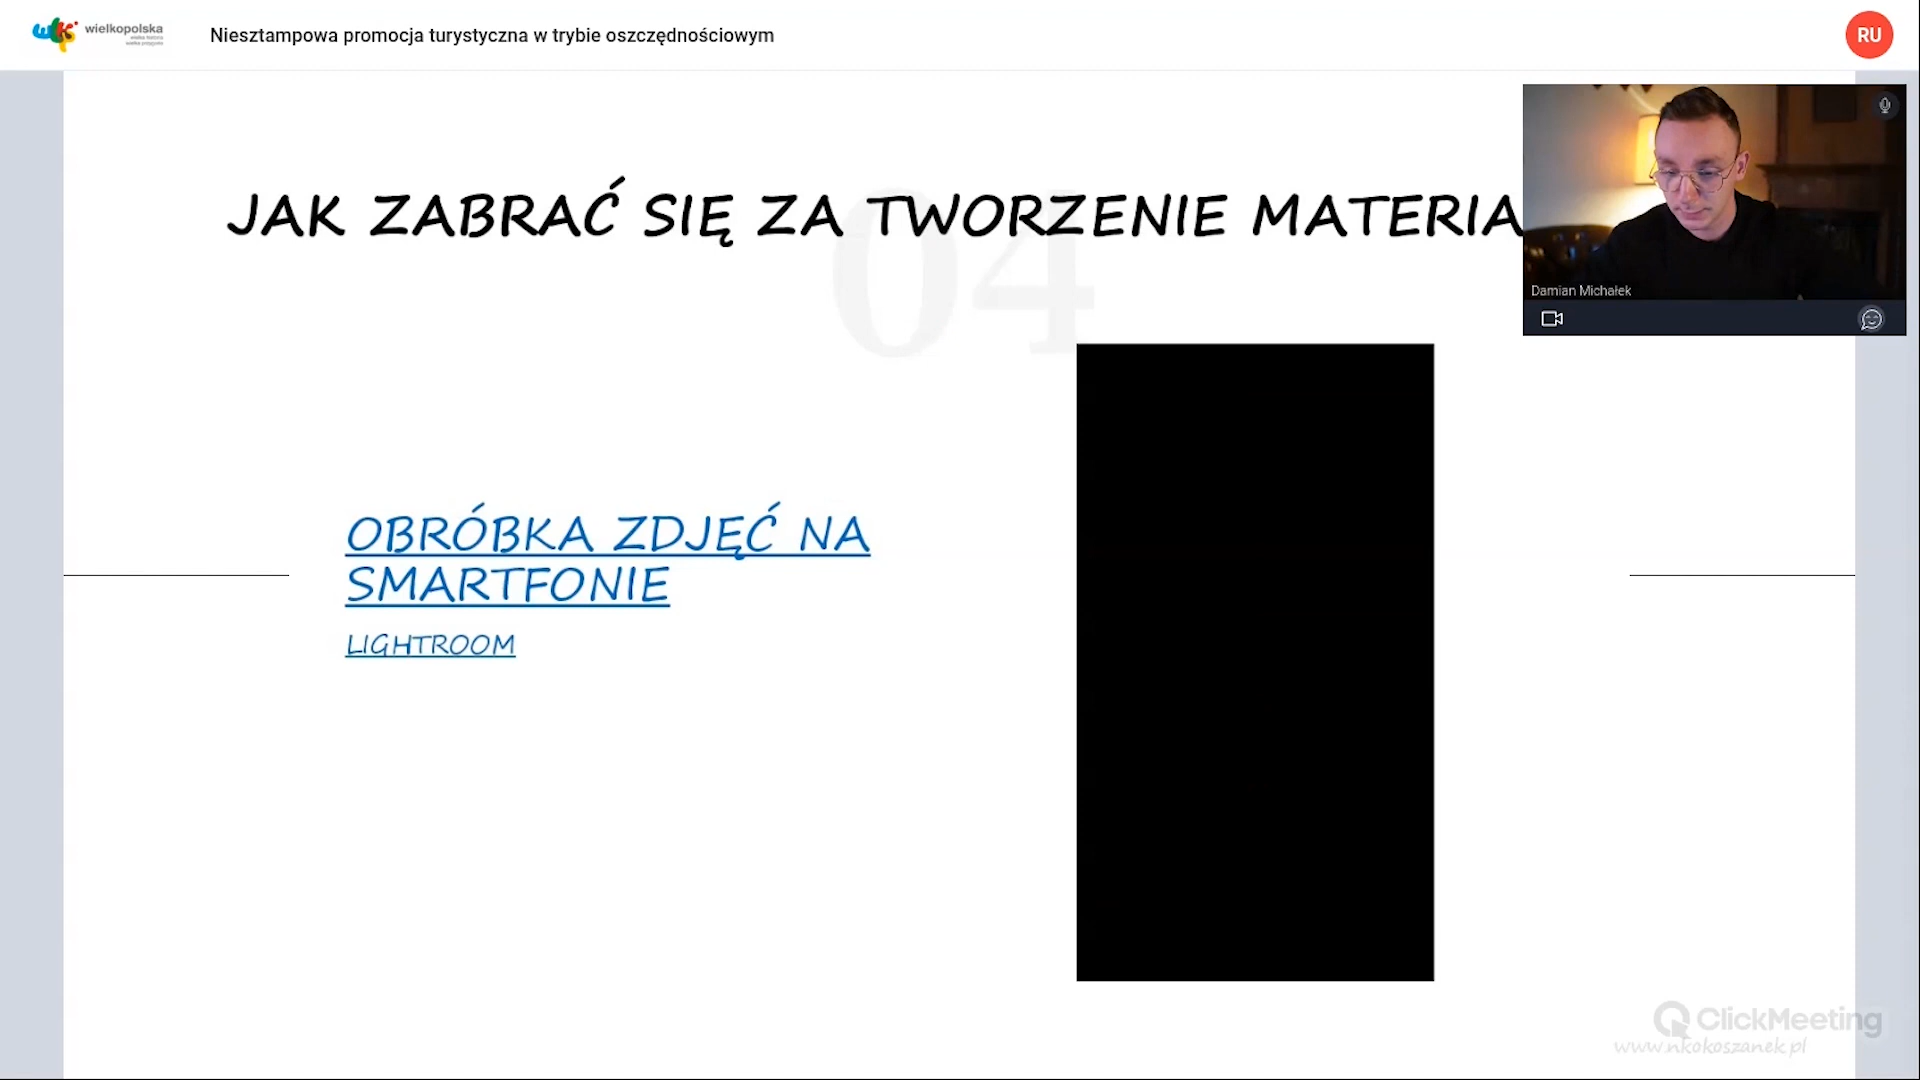 wielkopolska
Niesztampowa promocja turystyczna w trybie oszczędnościowym
RU
JAK ZABRAĆ SIĘ ZA TWORZENIE MATERIA
04
Damian Michałek
OBRÓBKA ZDJĘĆ NA
SMARTFONIE
LIGHTROOM
ClickMeeting
www.nkokoszanek.pl